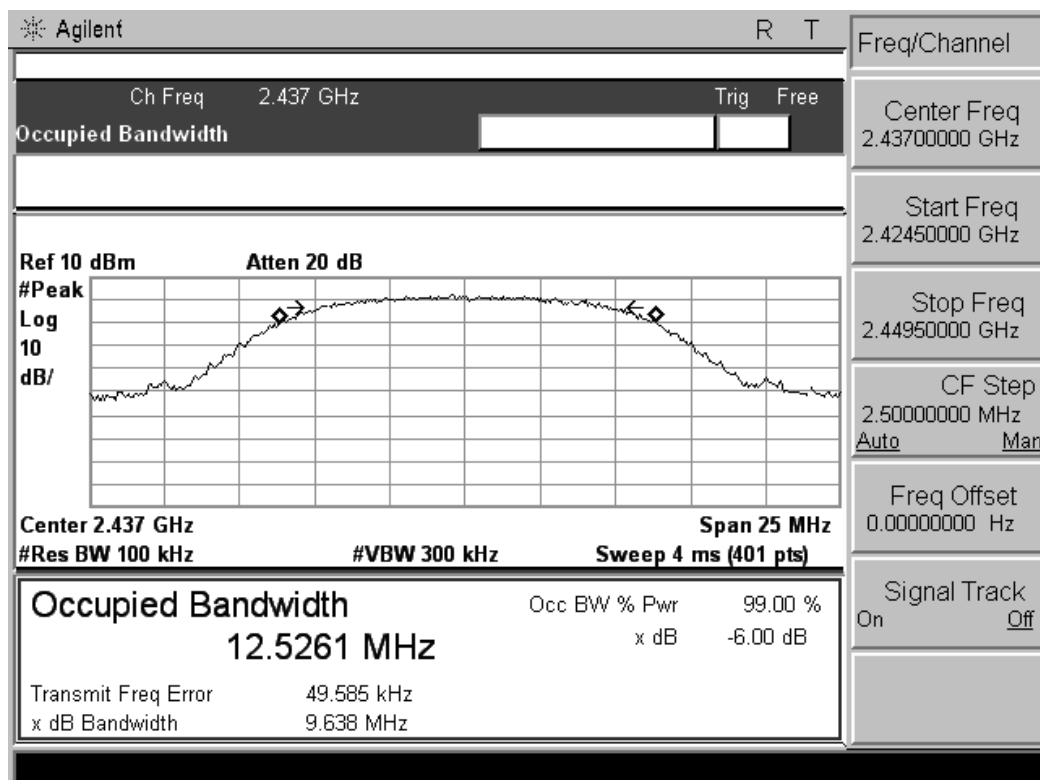 Agilent R T
Ch Freq 2.437 GHz Trig Free
Occupied Bandwidth
Ref 10 dBm Atten 20 dB
#Peak
Log
10
dB/
Center 2.437 GHz Span 25 MHz
#Res BW 100 kHz #VBW 300 kHz Sweep 4 ms (401 pts)
Occupied Bandwidth
12.5261 MHz
Occ BW % Pwr 99.00 %
x dB -6.00 dB
Transmit Freq Error 49.585 kHz
x dB Bandwidth 9.638 MHz
Freq/Channel
Center Freq
2.43700000 GHz
Start Freq
2.42450000 GHz
Stop Freq
2.44950000 GHz
CF Step
2.50000000 MHz
Auto Man
Freq Offset
0.00000000 Hz
Signal Track
On Off